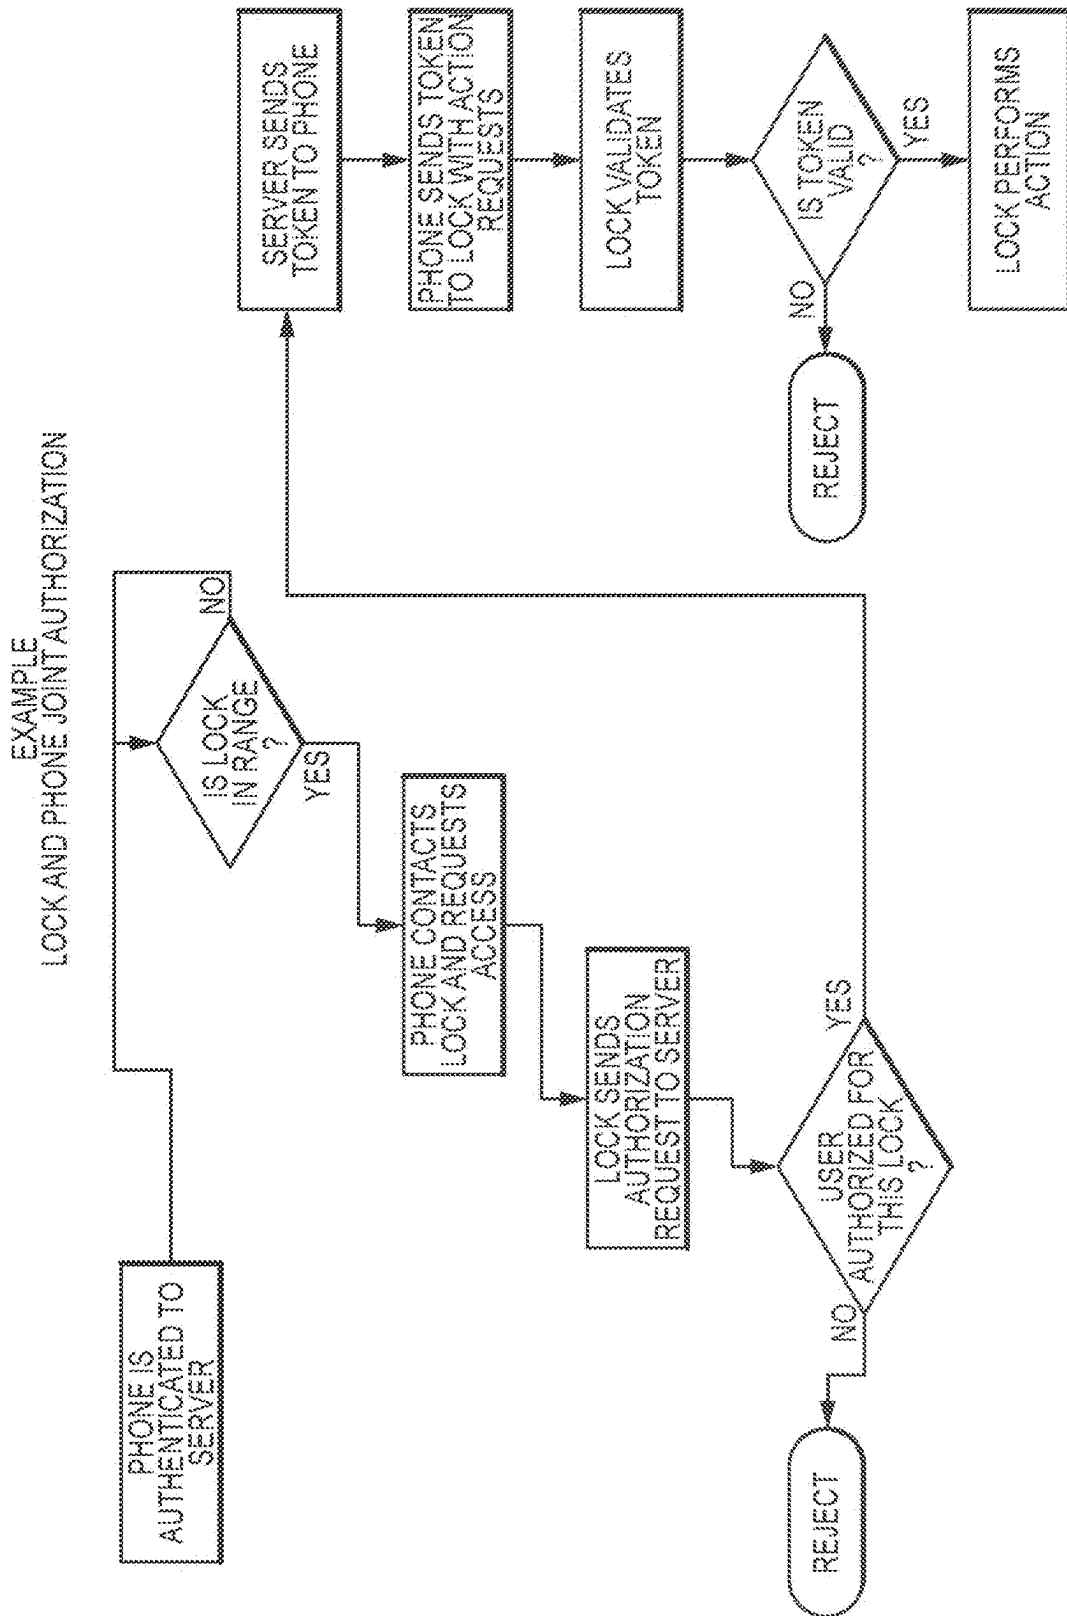 EXAMPLE
LOCK AND PHONE JOINT AUTHORIZATION
PHONE IS
AUTHENTICATED TO
SERVER
IS LOCK
IN RANGE
?
NO
YES
PHONE CONTACTS
LOCK AND REQUESTS
ACCESS
LOCK SENDS
AUTHORIZATION
REQUEST TO SERVER
USER
AUTHORIZED FOR
THIS LOCK
?
NO
YES
REJECT
SERVER SENDS
TOKEN TO PHONE
PHONE SENDS TOKEN
TO LOCK WITH ACTION
REQUESTS
LOCK VALIDATES
TOKEN
IS TOKEN
VALID
?
NO
YES
REJECT
LOCK PERFORMS
ACTION